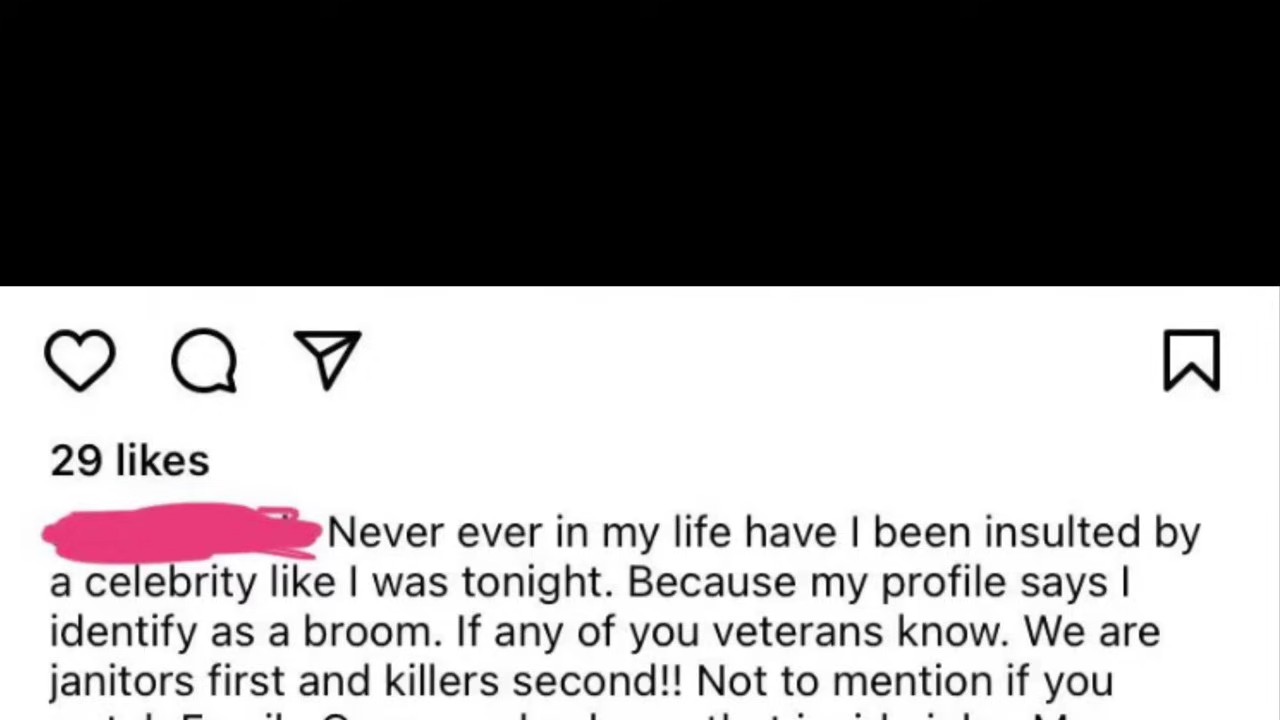 29 likes
Never ever in my life have I been insulted by
a celebrity like I was tonight. Because my profile says I
identify as a broom. If any of you veterans know. We are
janitors first and killers second!! Not to mention if you